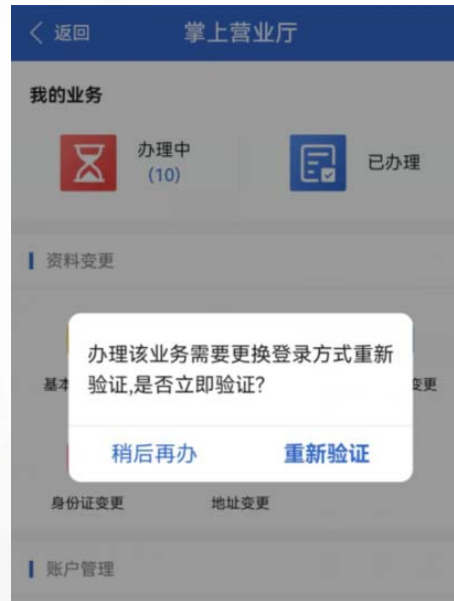 返回
掌上营业厅
我的业务
办理中
(10)
已办理
资料变更
办理该业务需要更换登录方式重新
验证,是否立即验证?
基本
变更
稍后再办
重新验证
身份证变更
地址变更
账户管理